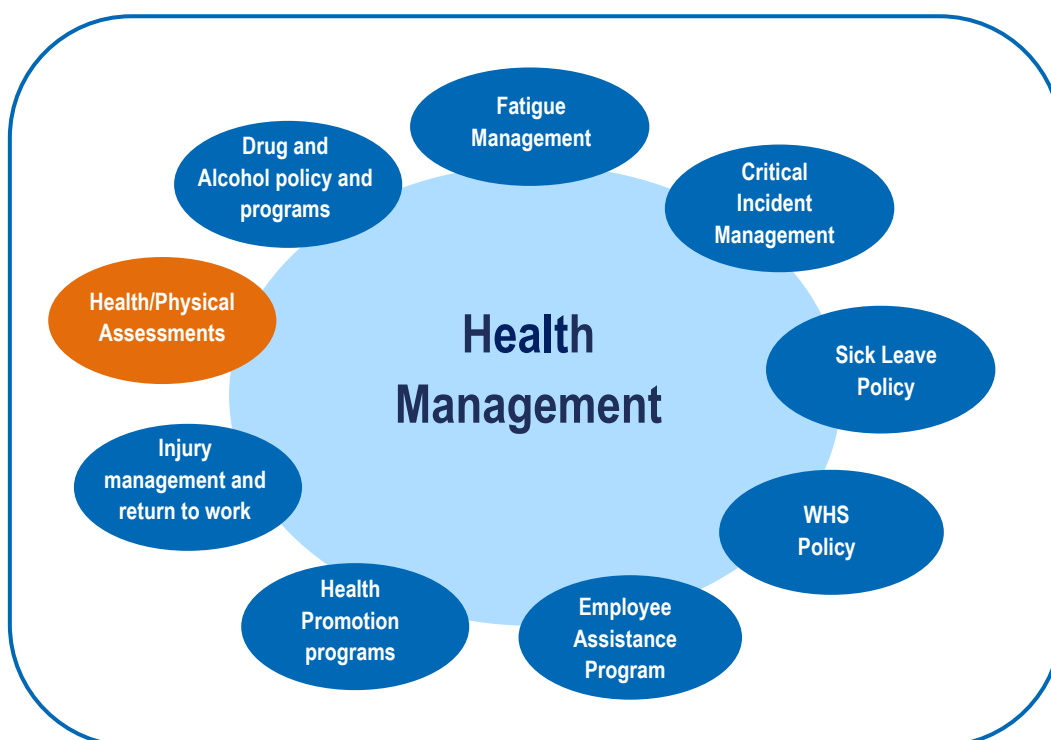 Fatigue
Management
Drug and
Alcohol policy and
programs
Critical
Incident
Management
Health/Physical
Assessments
Health
Management
Sick Leave
Policy
Injury
management and
return to work
WHS
Policy
Health
Promotion
programs
Employee
Assistance
Program